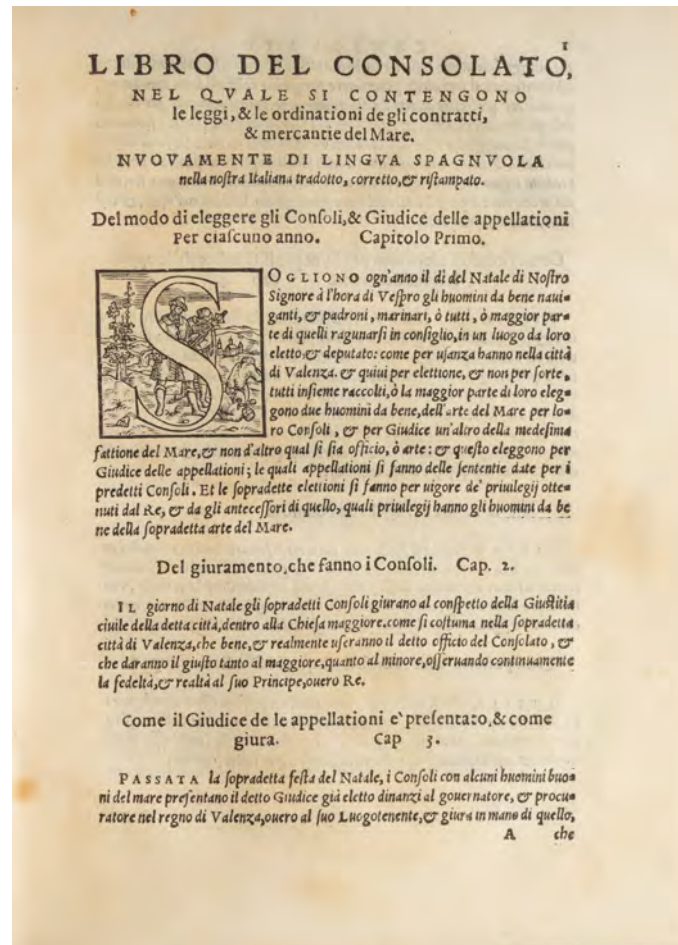 1
LIBRO DEL CONSOLATO,
NEL QVALE SI CONTENGONO
le leggi, & le ordinationi de gli contratti,
& mercantie del Mare.
NVOVAMENTE DI LINGVA SPAGNVOLA
nella noſtra Italiana tradotto, corretto, & riſtampato.
Del modo di eleggere gli Conſoli, & Giudice delle appellationi
Per ciaſcuno anno. Capitolo Primo.
SOGLIONO ogn'anno il di del Natale di Noſtro
Signore à l'hora di Veſpro gli huomini da bene naui-
ganti, & padroni, marinari, ò tutti, ò maggior par-
te di quelli ragunarſi in conſiglio, in un luogo da loro
eletto, & deputato: come per uſanza hanno nella città
di Valenza. & quiui per elettione, & non per ſorte,
tutti inſieme raccolti, ò la maggior parte di loro eleg-
gono due huomini da bene, dell'arte del Mare per lo-
ro Conſoli, & per Giudice un'altro della medeſima
fattione del Mare, & non d'altro qual ſi ſia officio, ò arte: & queſto eleggono per
Giudice delle appellationi; le quali appellationi ſi fanno delle ſententie date per i
predetti Conſoli. Et le ſopradette elettioni ſi fanno per uigore de' priuilegij otte-
nuti dal Re, & da gli anteceſſori di quello, quali priuilegij hanno gli huomini da be
ne della ſopradetta arte del Mare.
Del giuramento, che fanno i Conſoli. Cap. 2.
IL giorno di Natale gli ſopradetti Conſoli giurano al conſpetto della Giuſtitia
ciuile della detta città, dentro alla Chieſa maggiore. come ſi coſtuma nella ſopradetta
città di Valenza, che bene, & realmente uſeranno il detto officio del Conſolato, &
che daranno il giuſto tanto al maggiore, quanto al minore, oſſeruando continuamente
la fedeltà, & realtà al ſuo Principe, ouero Re.
Come il Giudice de le appellationi e' preſentato, & come
giura. Cap 3.
PASSATA la ſopradetta feſta del Natale, i Conſoli con alcuni huomini buo-
ni del mare preſentano il detto Giudice già eletto dinanzi al gouernatore, & procu-
ratore nel regno di Valenza, ouero al ſuo Luogotenente, & giura in mano di quello,
A che